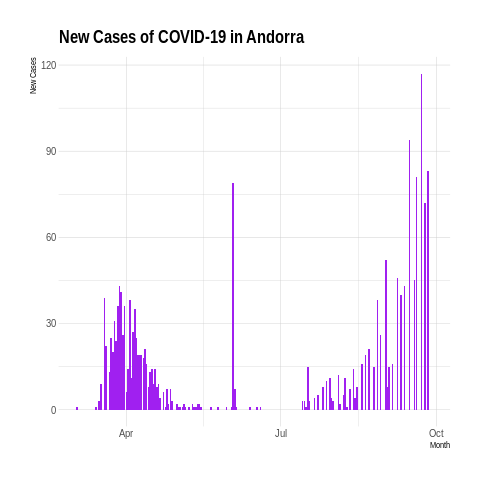 New Cases of COVID-19 in Andorra
New Cases
120
90
60
30
0
Apr
Jul
Oct
Month